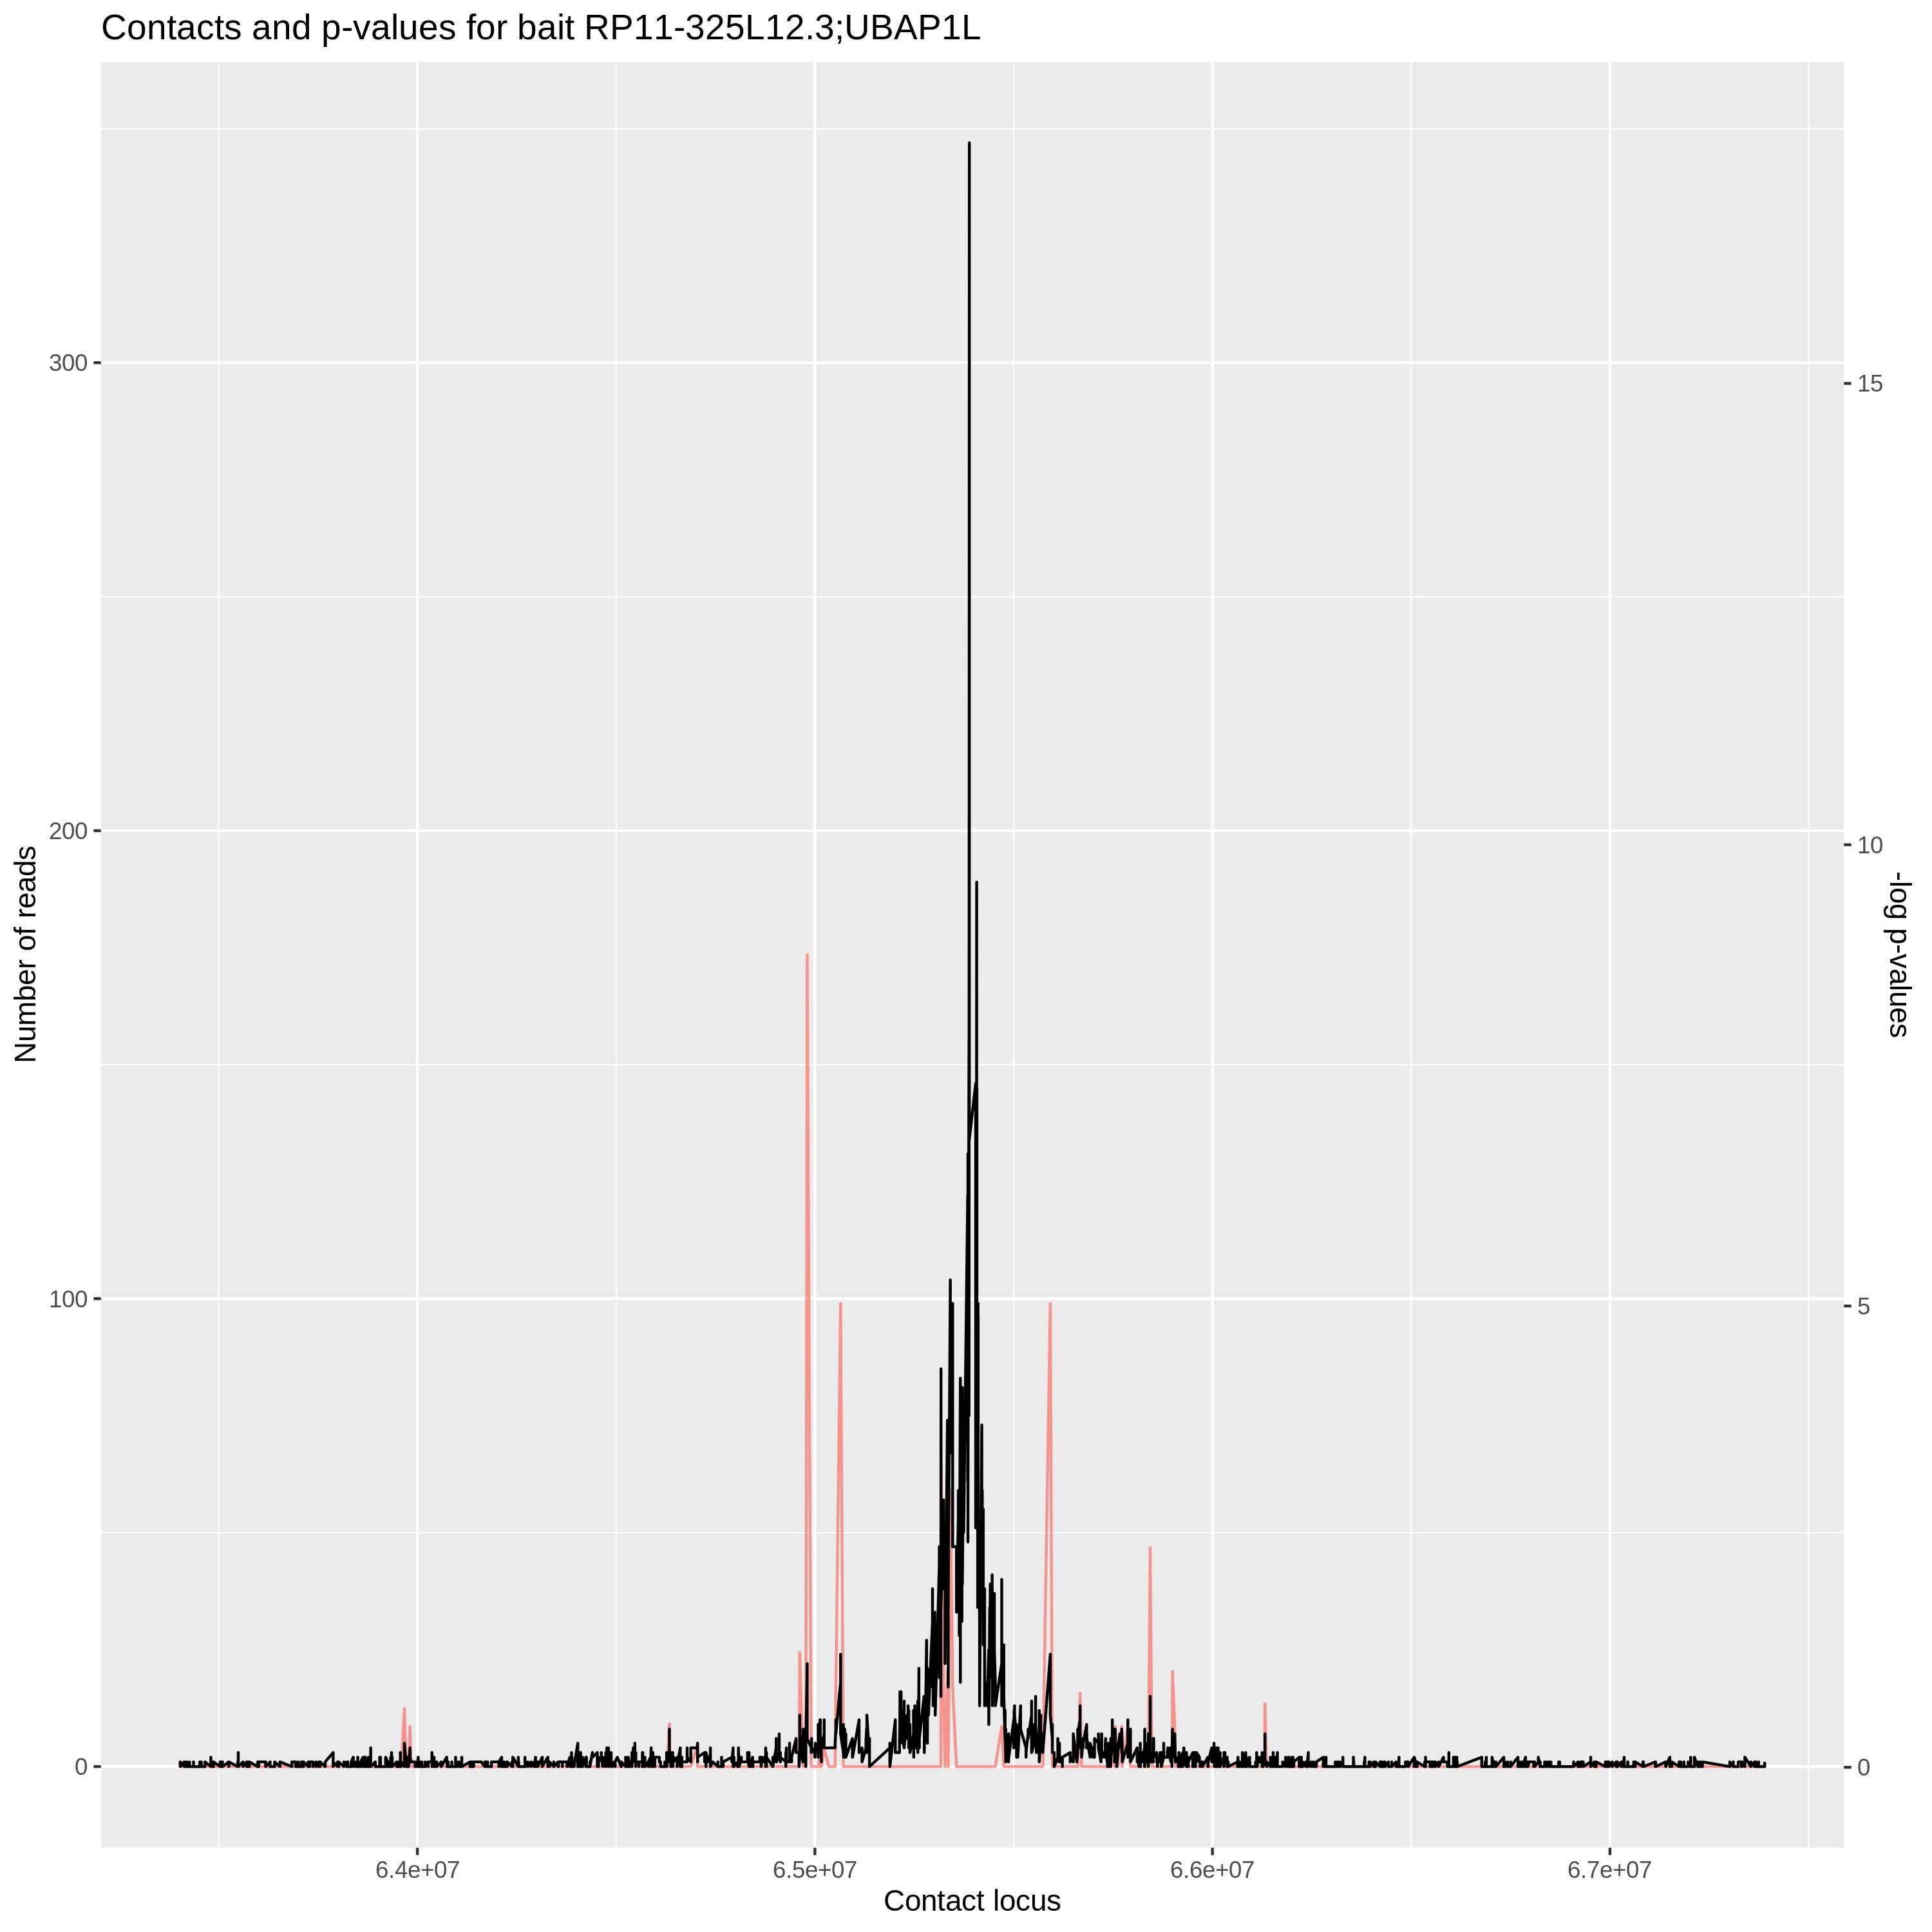 Contacts and p-values for bait RP11-325L12.3;UBAP1L
Number of reads
300
200
100
0
15
10
5
0
-log p-values
6.4e+07
6.5e+07
6.6e+07
6.7e+07
Contact locus